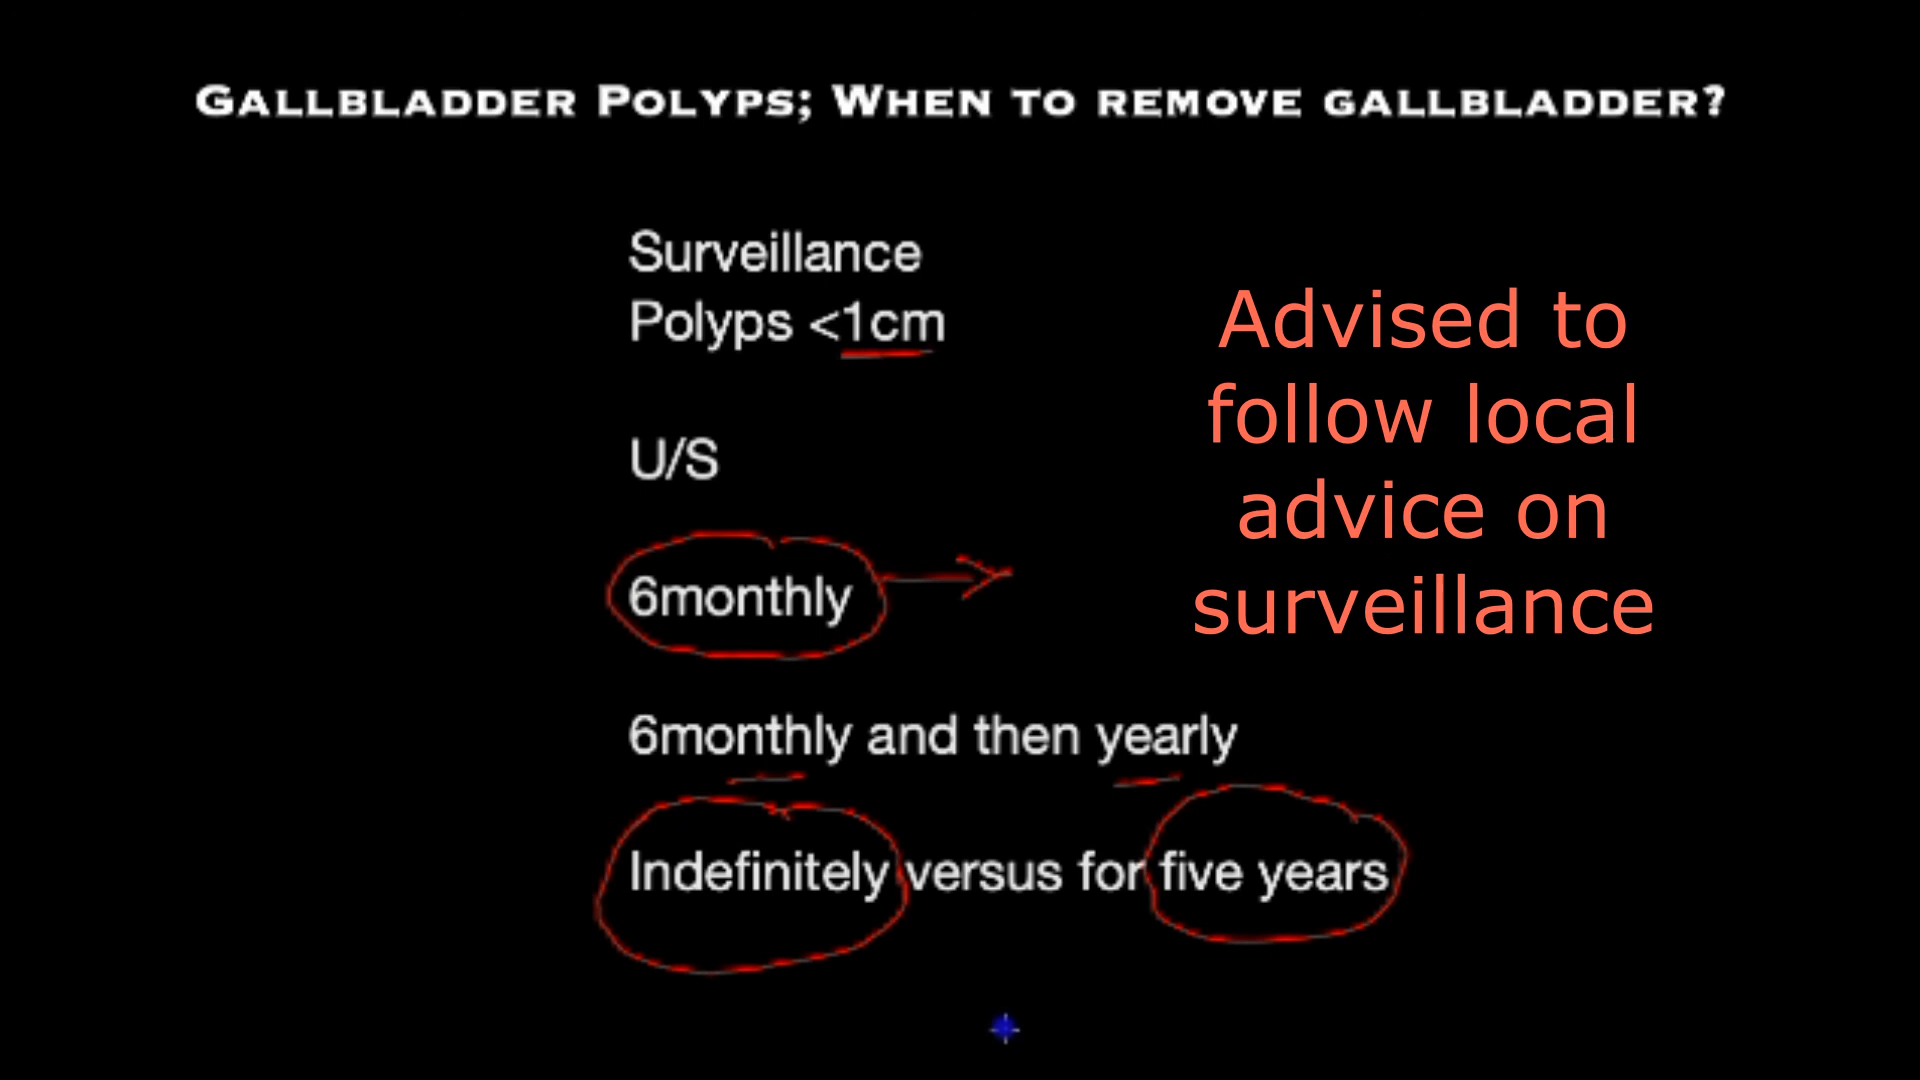 Gallbladder Polyps; When to remove gallbladder?
Surveillance
Polyps <1cm
U/S
6monthly
6monthly and then yearly
Indefinitely versus for five years
Advised to
follow local
advice on
surveillance